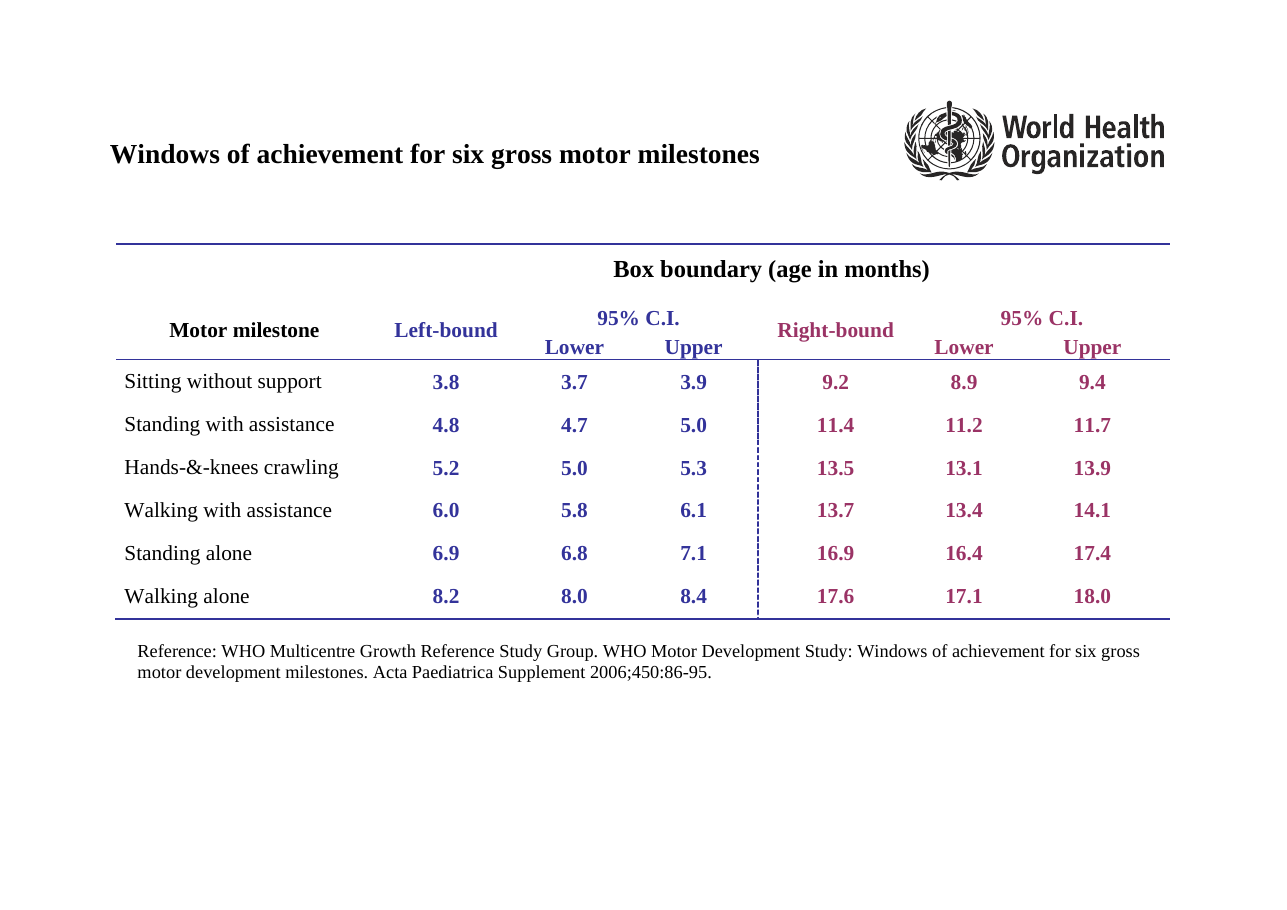 World Health
Organization
Windows of achievement for six gross motor milestones
Box boundary (age in months)
Motor milestone Left-bound 95% C.I. Right-bound 95% C.I.
Lower Upper Lower Upper
Sitting without support 3.8 3.7 3.9 9.2 8.9 9.4
Standing with assistance 4.8 4.7 5.0 11.4 11.2 11.7
Hands-&-knees crawling 5.2 5.0 5.3 13.5 13.1 13.9
Walking with assistance 6.0 5.8 6.1 13.7 13.4 14.1
Standing alone 6.9 6.8 7.1 16.9 16.4 17.4
Walking alone 8.2 8.0 8.4 17.6 17.1 18.0
Reference: WHO Multicentre Growth Reference Study Group. WHO Motor Development Study: Windows of achievement for six gross
motor development milestones. Acta Paediatrica Supplement 2006;450:86-95.